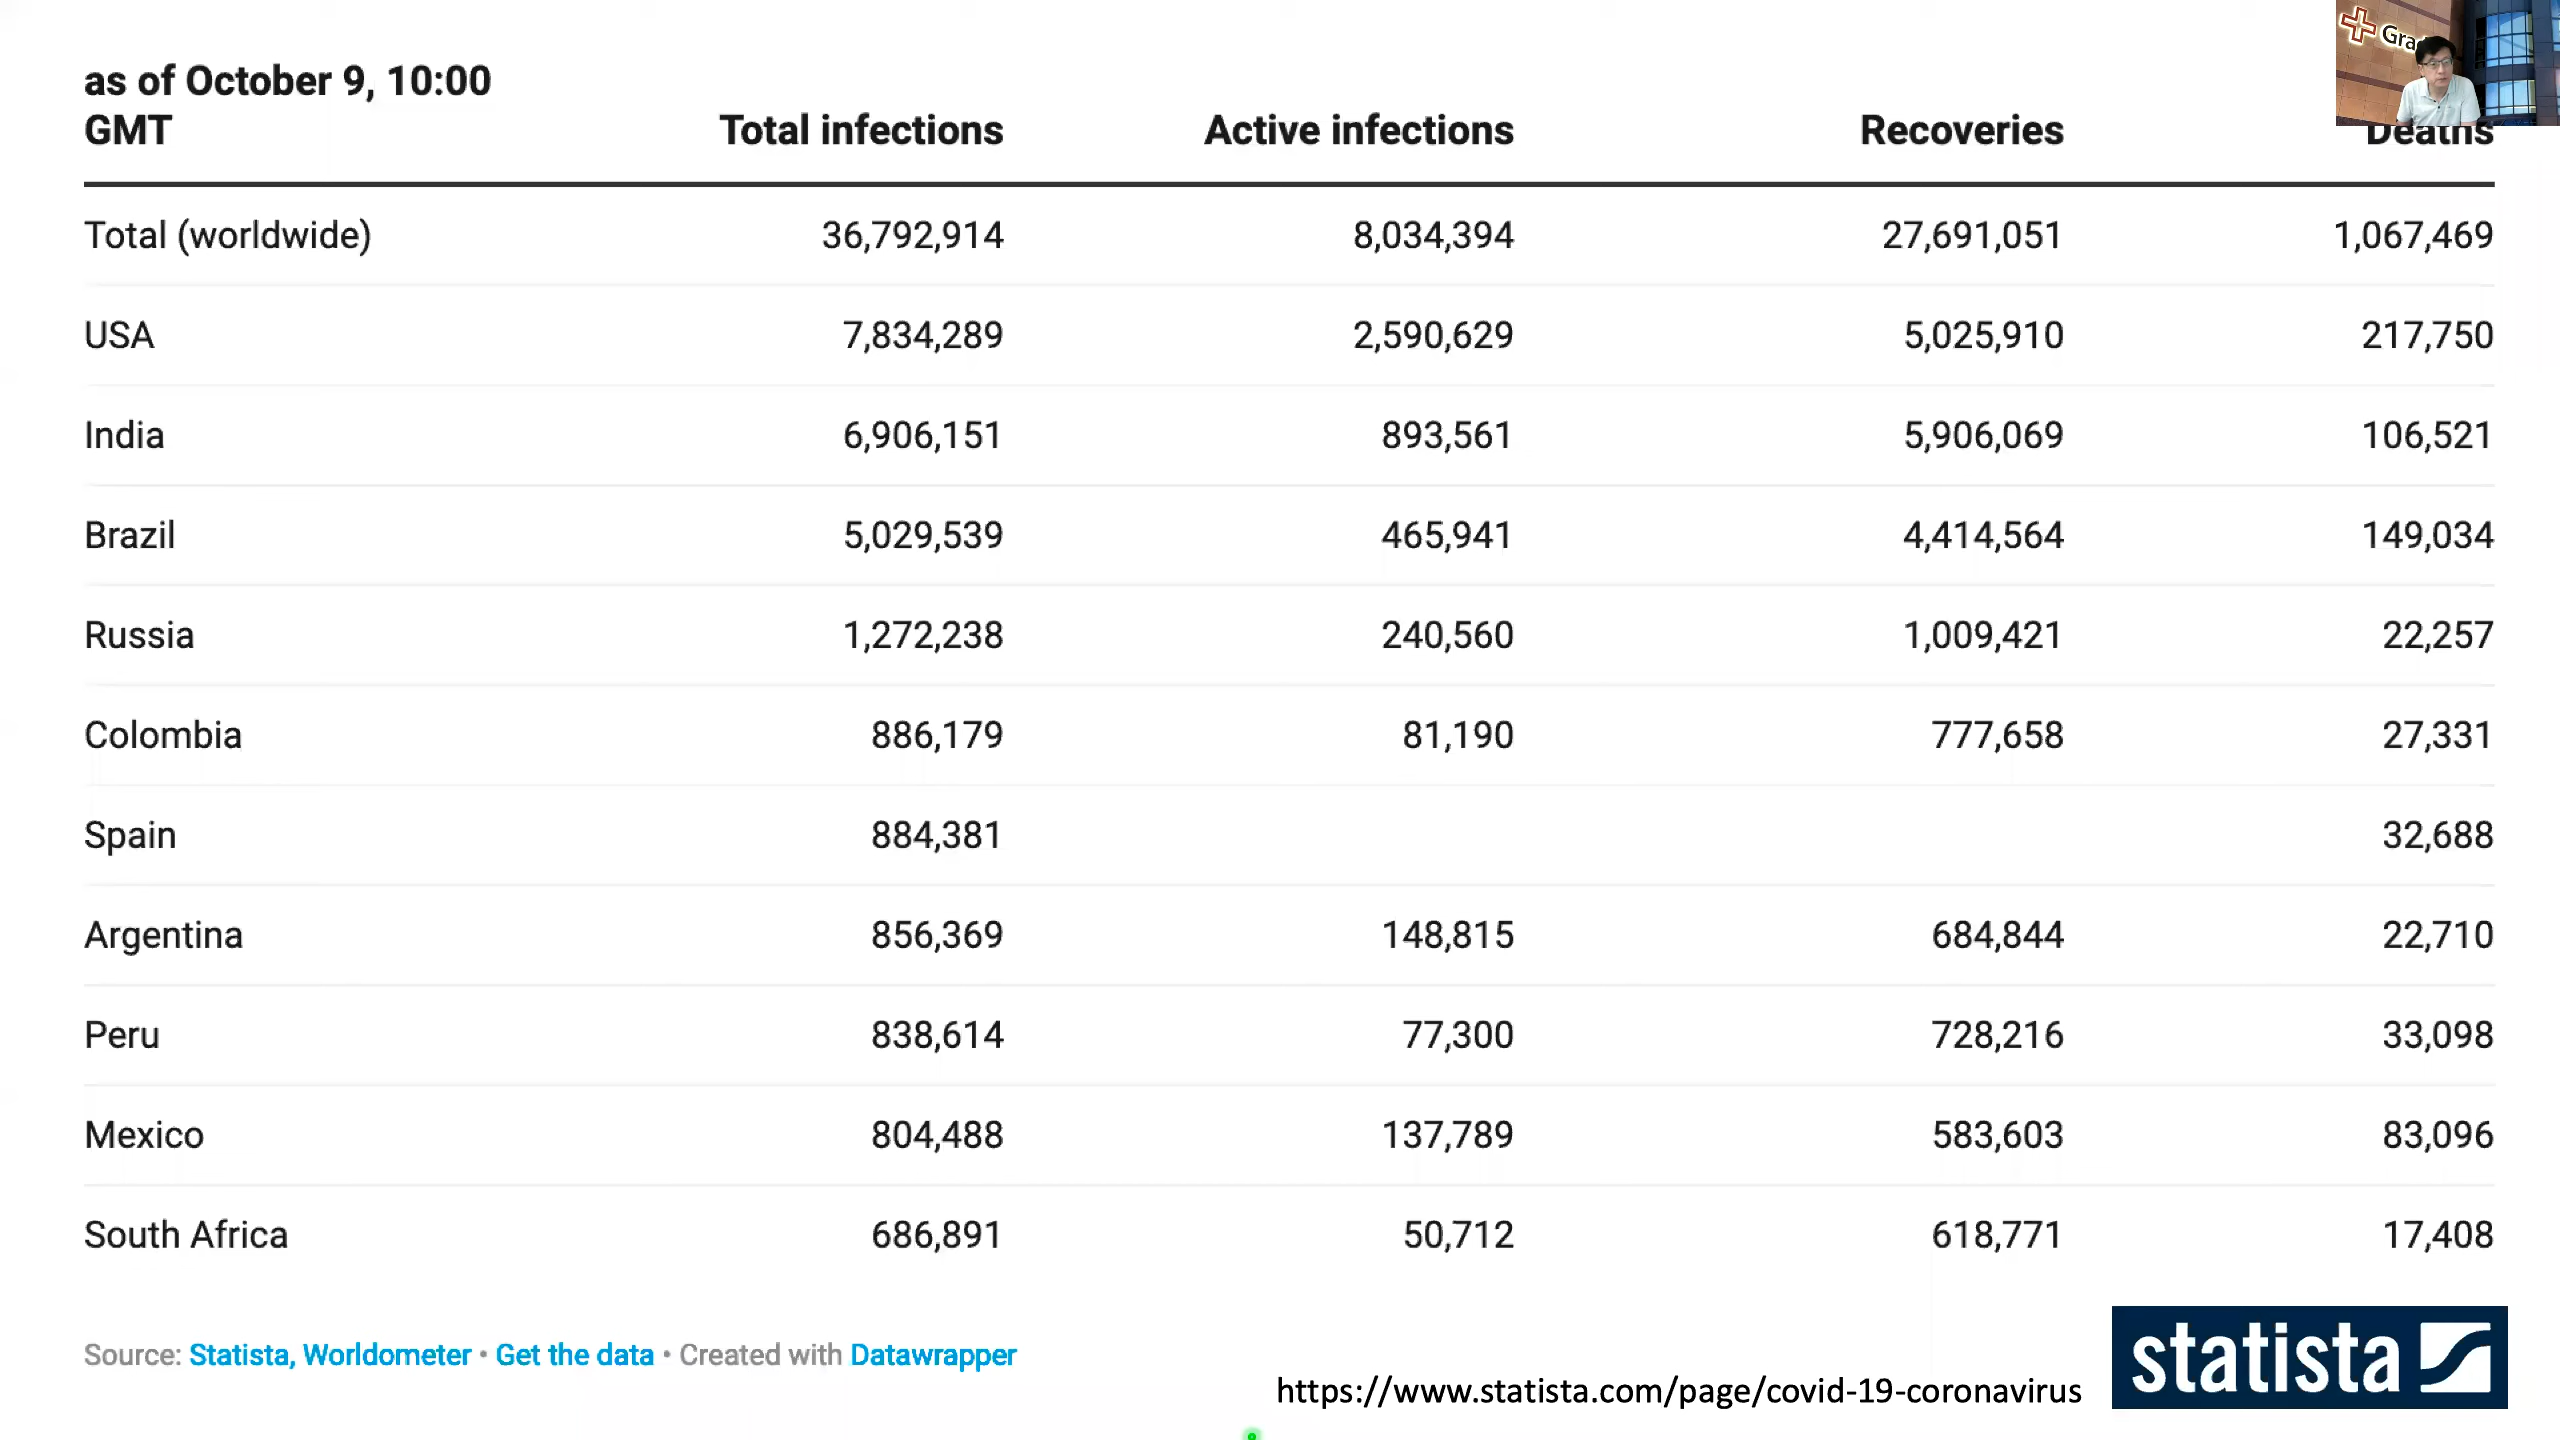 as of October 9, 10:00
GMT Total infections Active infections Recoveries Deaths
Total (worldwide) 36,792,914 8,034,394 27,691,051 1,067,469
USA 7,834,289 2,590,629 5,025,910 217,750
India 6,906,151 893,561 5,906,069 106,521
Brazil 5,029,539 465,941 4,414,564 149,034
Russia 1,272,238 240,560 1,009,421 22,257
Colombia 886,179 81,190 777,658 27,331
Spain 884,381 32,688
Argentina 856,369 148,815 684,844 22,710
Peru 838,614 77,300 728,216 33,098
Mexico 804,488 137,789 583,603 83,096
South Africa 686,891 50,712 618,771 17,408
Source: Statista, Worldometer • Get the data • Created with Datawrapper
https://www.statista.com/page/covid-19-coronavirus
statista